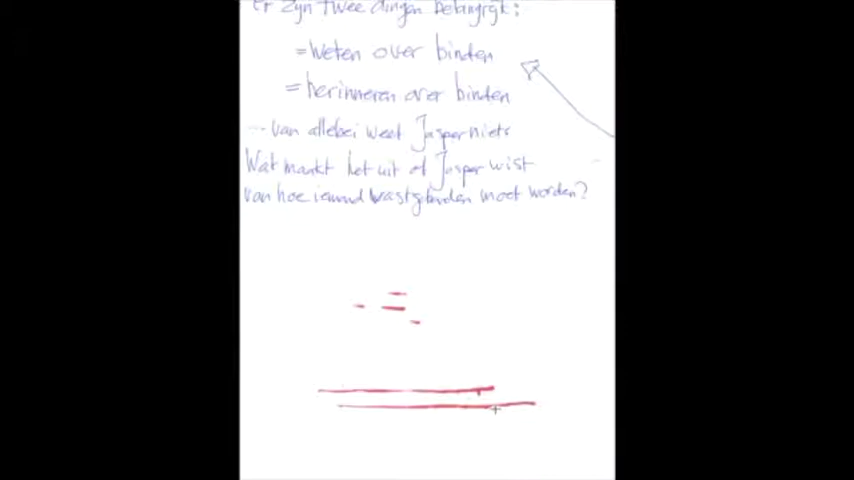 Er zijn twee dingen belangrijk:
= weten over binden
= herinneren over binden
... van allebei weet Jasper niets
Wat maakt het uit of Jasper wist
van hoe iemand vastgebonden moet worden?